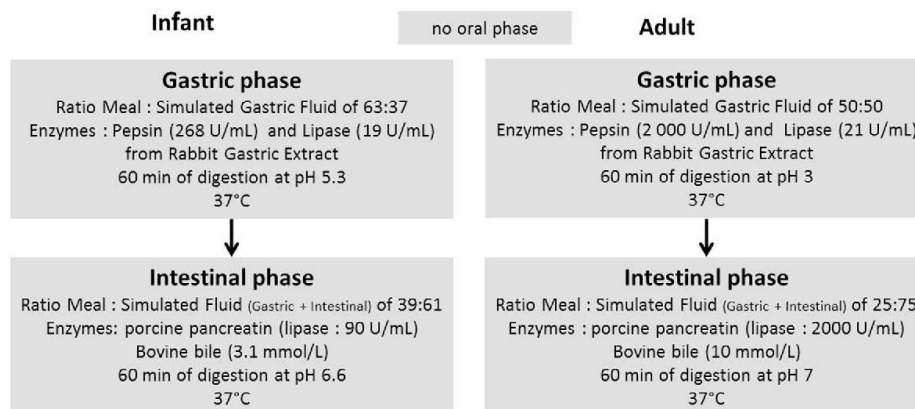 Infant
no oral phase
Adult
Gastric phase
Ratio Meal : Simulated Gastric Fluid of 63:37
Enzymes : Pepsin (268 U/mL) and Lipase (19 U/mL)
from Rabbit Gastric Extract
60 min of digestion at pH 5.3
37°C
Gastric phase
Ratio Meal : Simulated Gastric Fluid of 50:50
Enzymes : Pepsin (2 000 U/mL) and Lipase (21 U/mL)
from Rabbit Gastric Extract
60 min of digestion at pH 3
37°C
Intestinal phase
Ratio Meal : Simulated Fluid (Gastric + Intestinal) of 39:61
Enzymes: porcine pancreatin (lipase : 90 U/mL)
Bovine bile (3.1 mmol/L)
60 min of digestion at pH 6.6
37°C
Intestinal phase
Ratio Meal : Simulated Fluid (Gastric + Intestinal) of 25:75
Enzymes : porcine pancreatin (lipase : 2000 U/mL)
Bovine bile (10 mmol/L)
60 min of digestion at pH 7
37°C